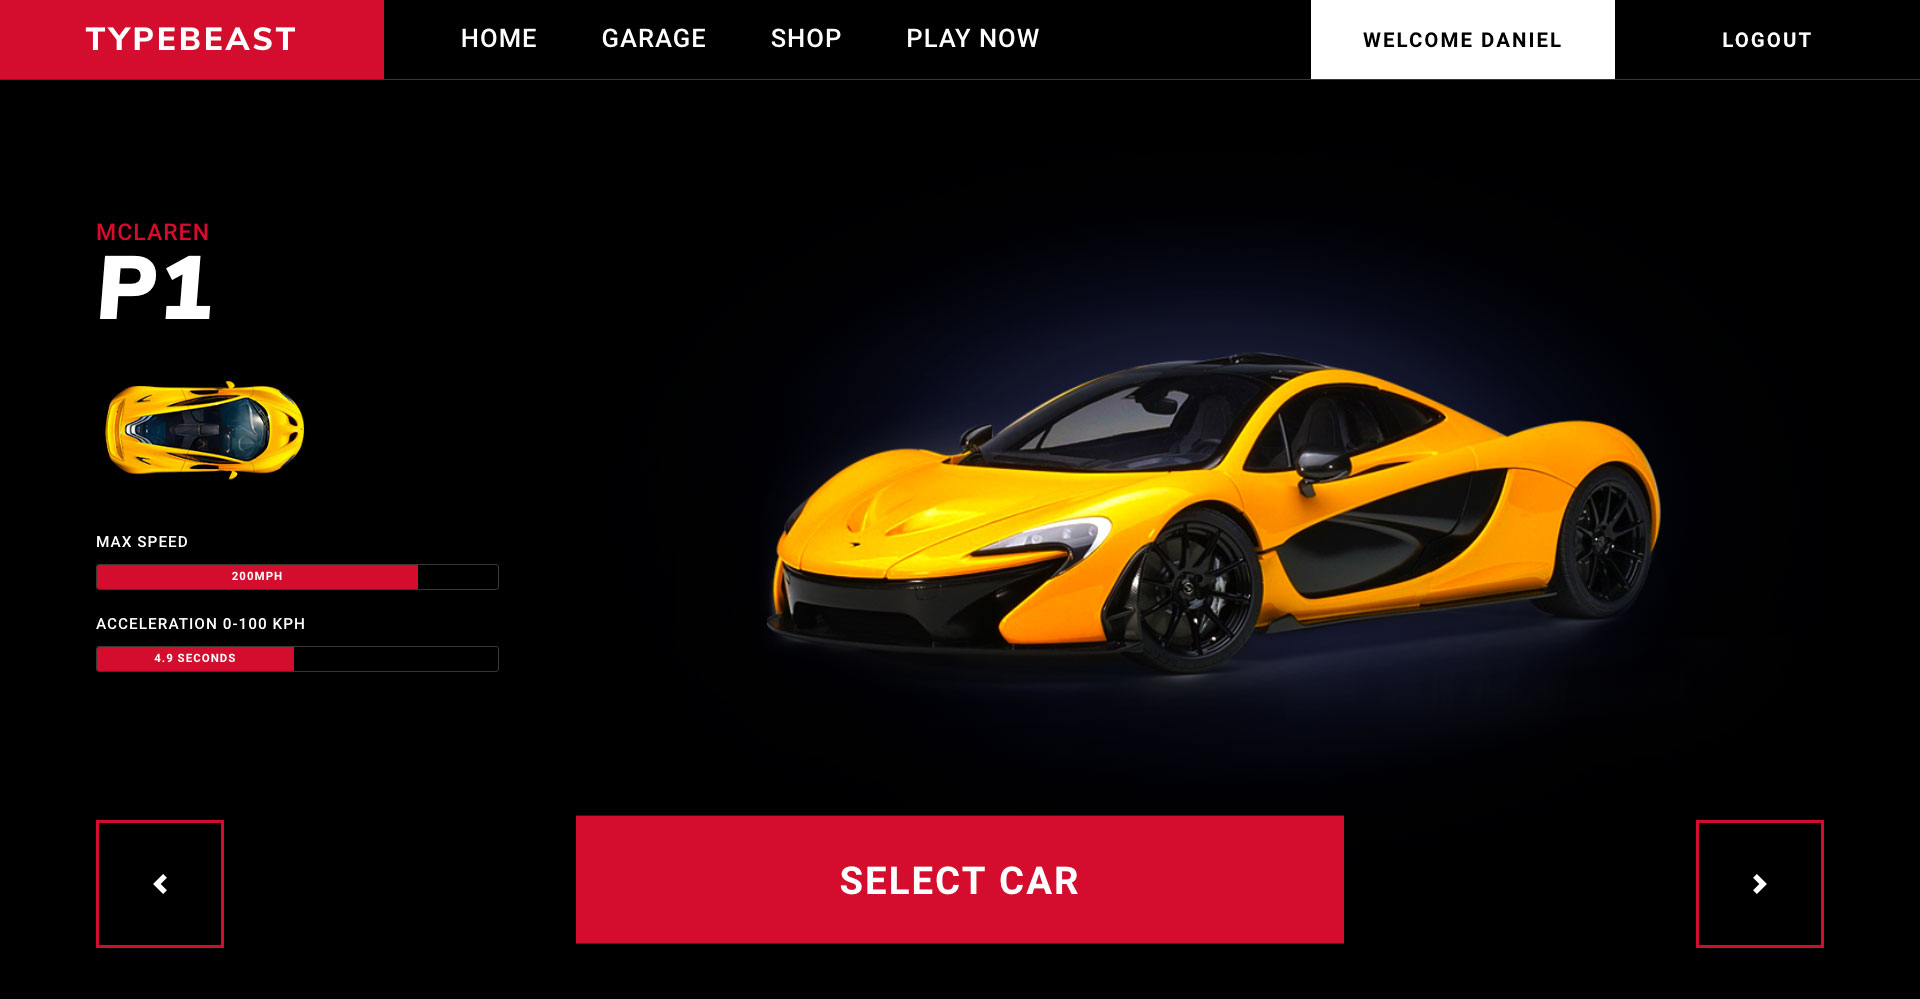 TYPEBEAST
HOME
GARAGE
SHOP
PLAY NOW
WELCOME DANIEL
LOGOUT
MCLAREN
P1
MAX SPEED
200MPH
ACCELERATION 0-100 KPH
4.9 SECONDS
SELECT CAR